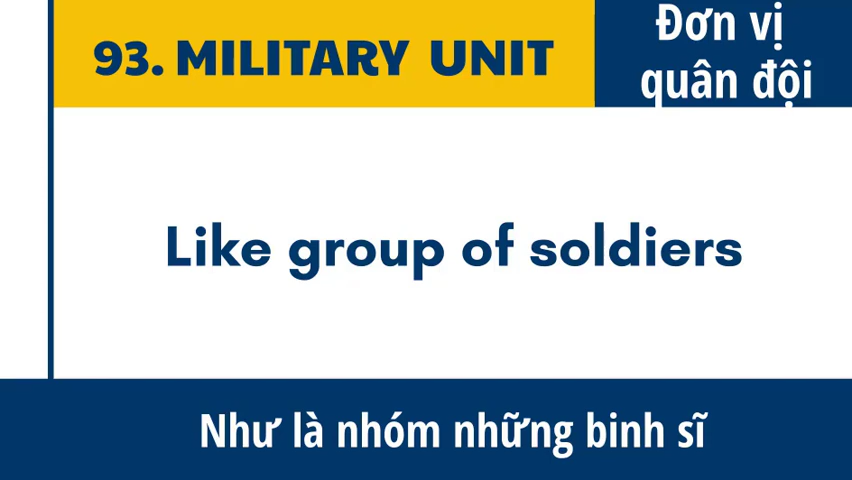 93. MILITARY UNIT
Đơn vị
quân đội
Like group of soldiers
Như là nhóm những binh sĩ